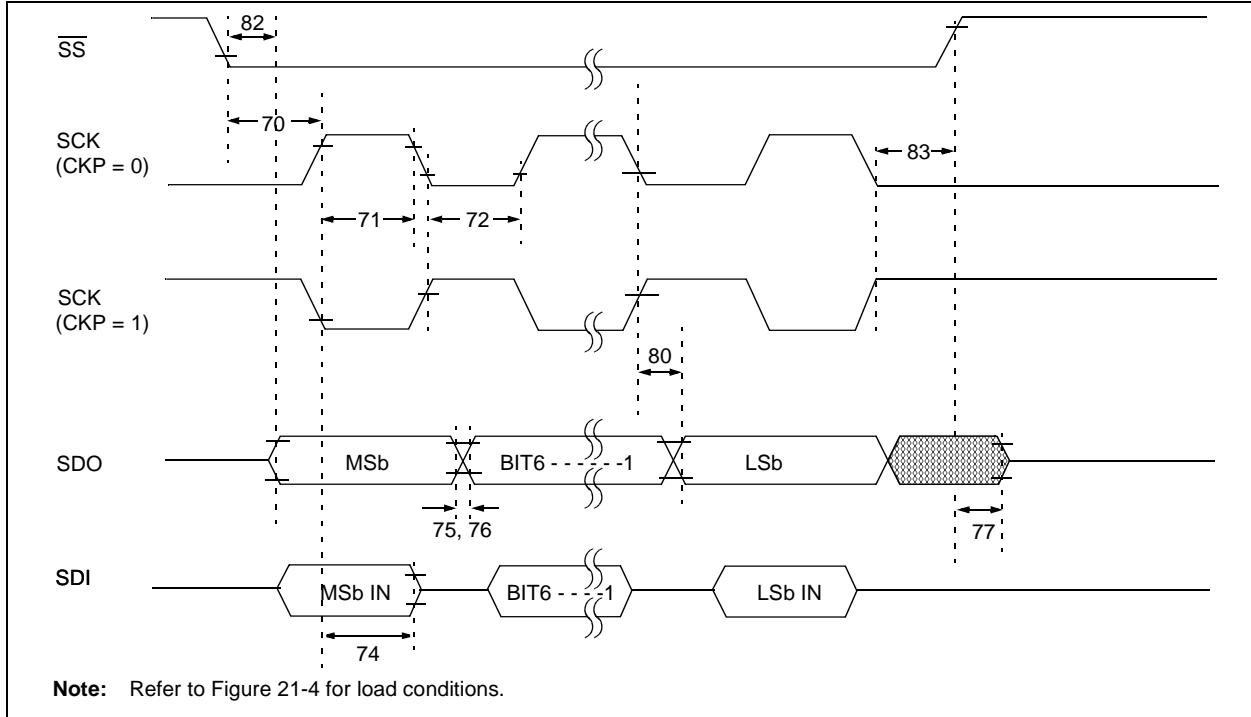 82
SS
70
SCK
(CKP = 0)
83
71
72
SCK
(CKP = 1)
80
SDO
MSb
BIT6 - - - - - -1
LSb
75, 76
77
SDI
MSb IN
BIT6 - - - -1
LSb IN
74
Note: Refer to Figure 21-4 for load conditions.